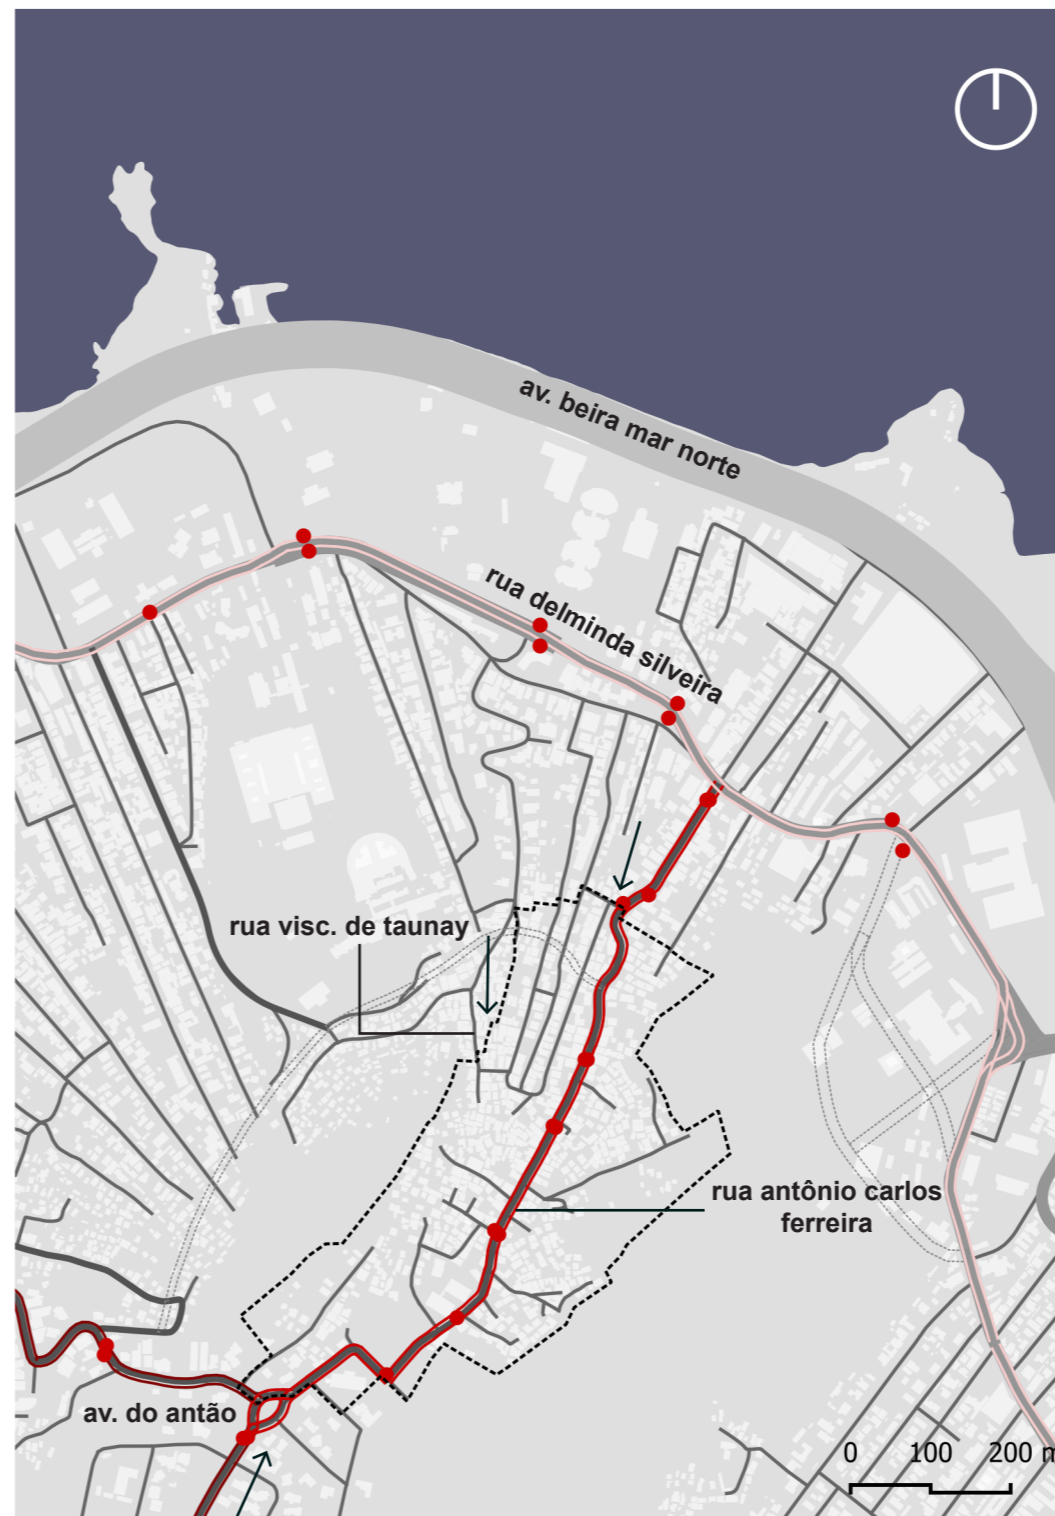 av. beira mar norte
rua delminda silveira
rua visc. de taunay
rua antônio carlos
ferreira
av. do antão
0 100 200 m